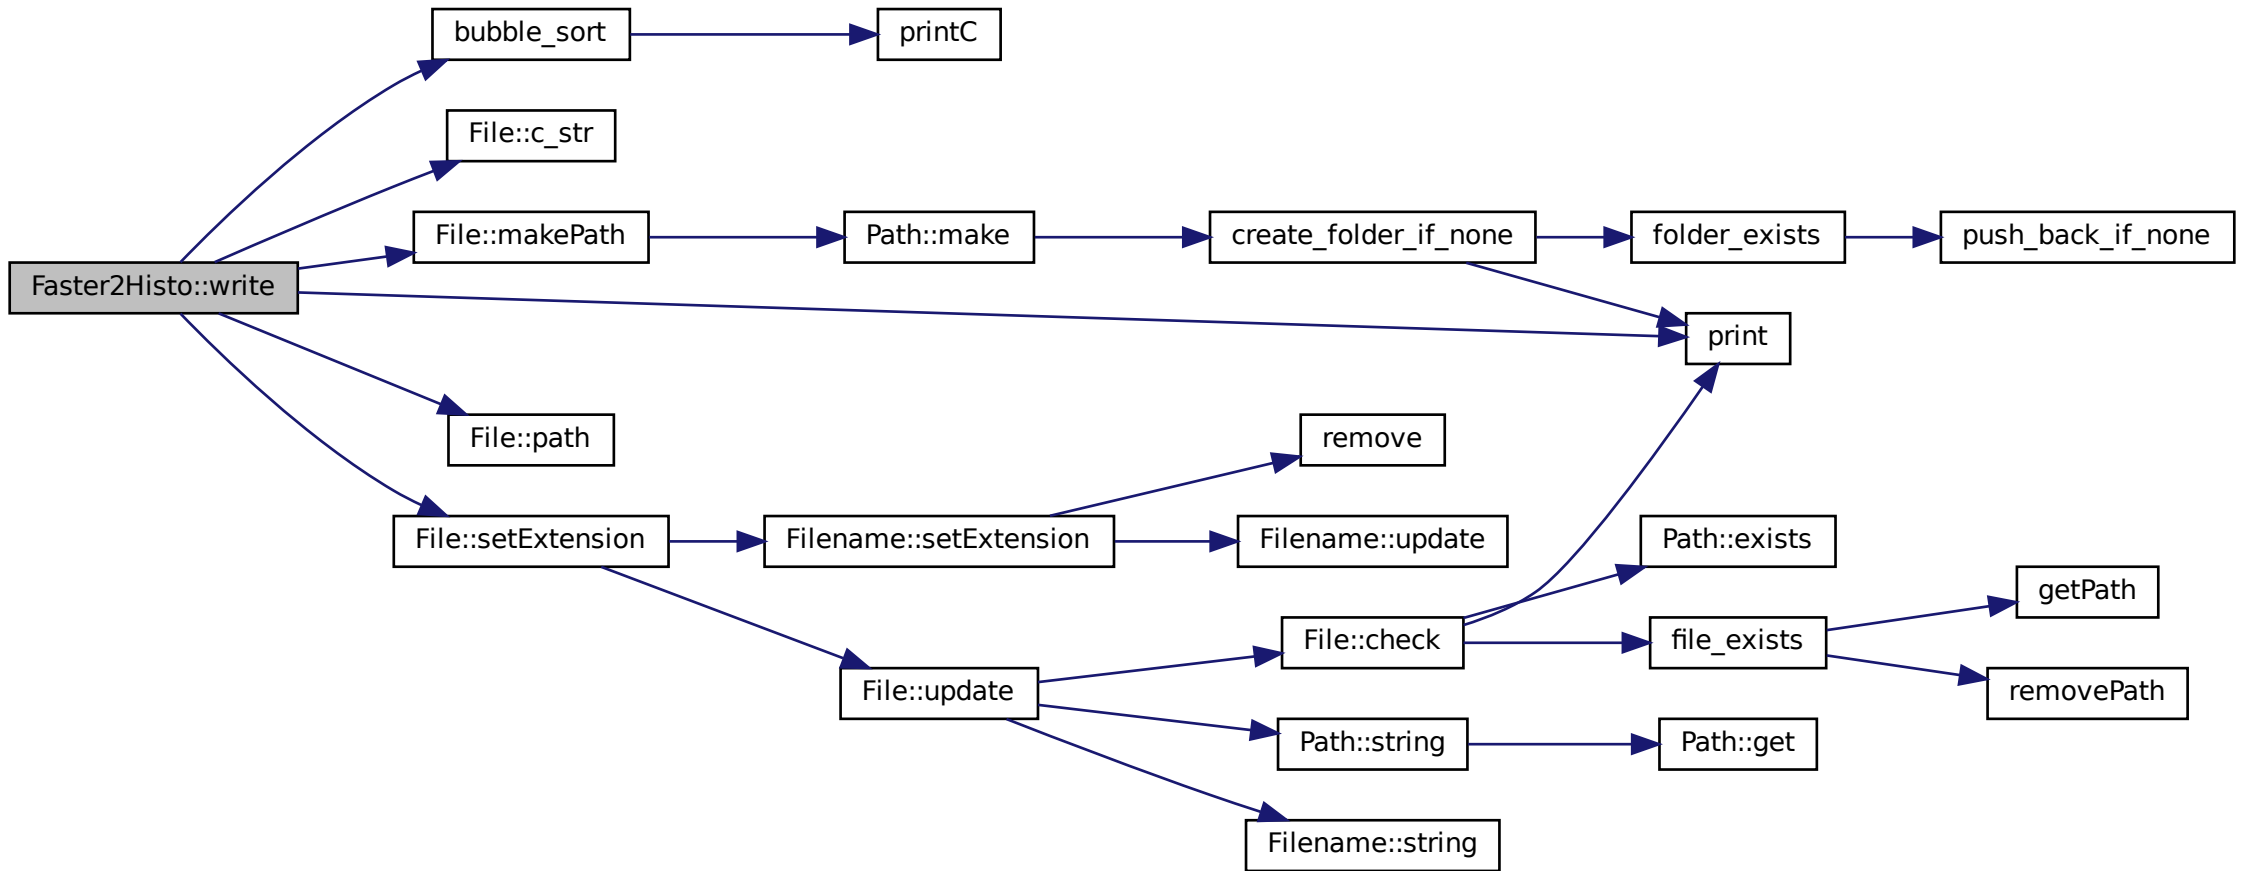 bubble_sort
printC
File::c_str
File::makePath
Path::make
create_folder_if_none
folder_exists
push_back_if_none
Faster2Histo::write
print
File::path
remove
File::setExtension
Filename::setExtension
Filename::update
Path::exists
getPath
File::check
file_exists
File::update
removePath
Path::string
Path::get
Filename::string